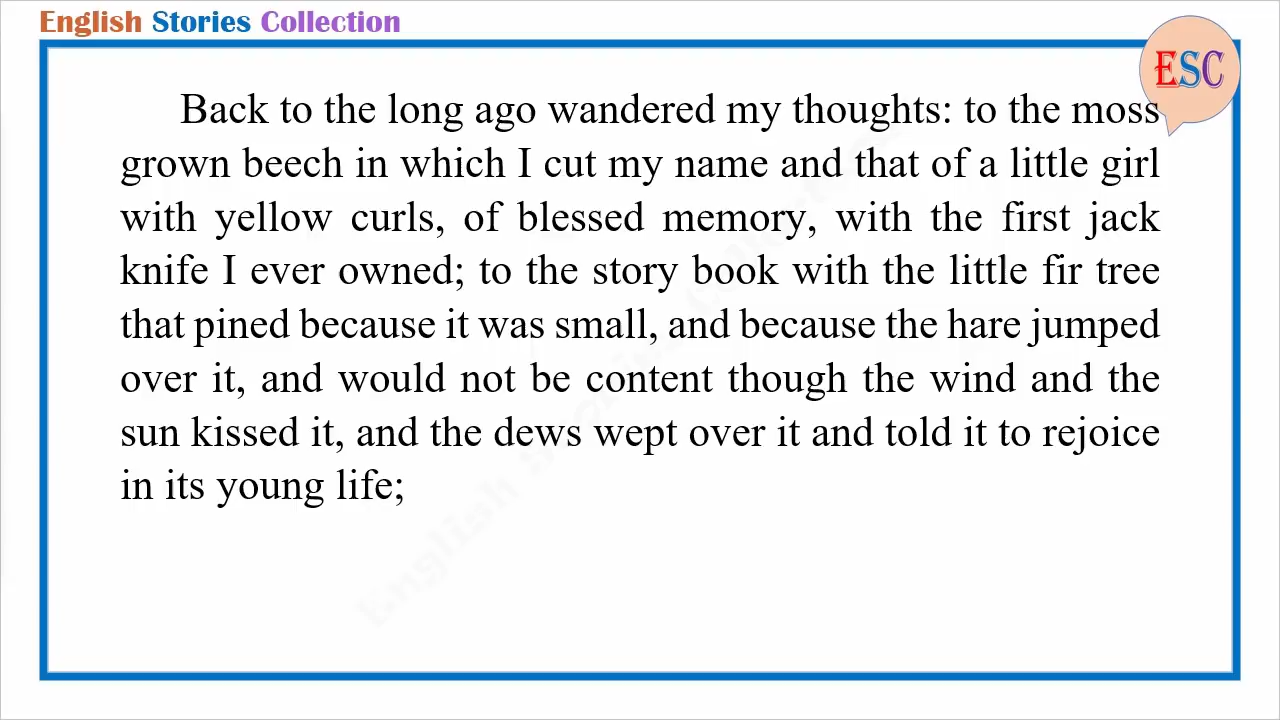 English Stories Collection
ESC
Back to the long ago wandered my thoughts: to the moss
grown beech in which I cut my name and that of a little girl
with yellow curls, of blessed memory, with the first jack
knife I ever owned; to the story book with the little fir tree
that pined because it was small, and because the hare jumped
over it, and would not be content though the wind and the
sun kissed it, and the dews wept over it and told it to rejoice
in its young life;
English Stories Collection